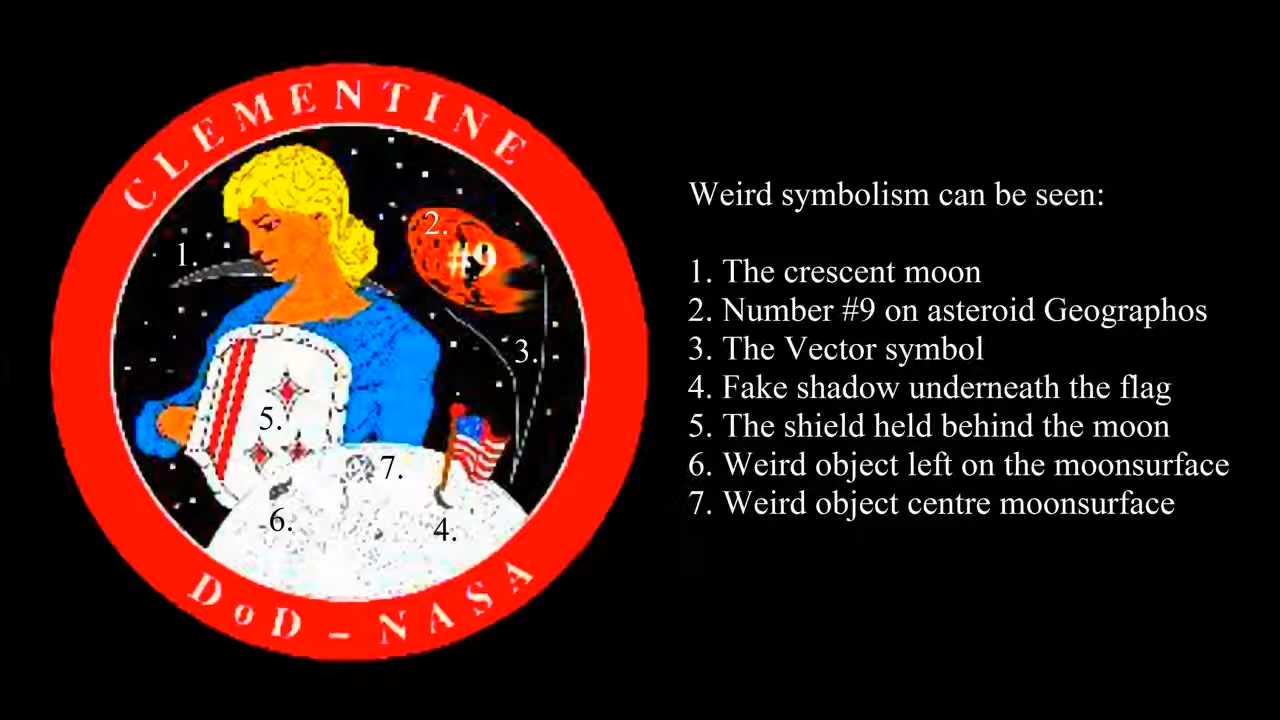 CLEMENTINE
1.
2.
#9
3.
5.
7.
6.
4.
DoD – NASA
Weird symbolism can be seen:
1. The crescent moon
2. Number #9 on asteroid Geographos
3. The Vector symbol
4. Fake shadow underneath the flag
5. The shield held behind the moon
6. Weird object left on the moonsurface
7. Weird object centre moonsurface